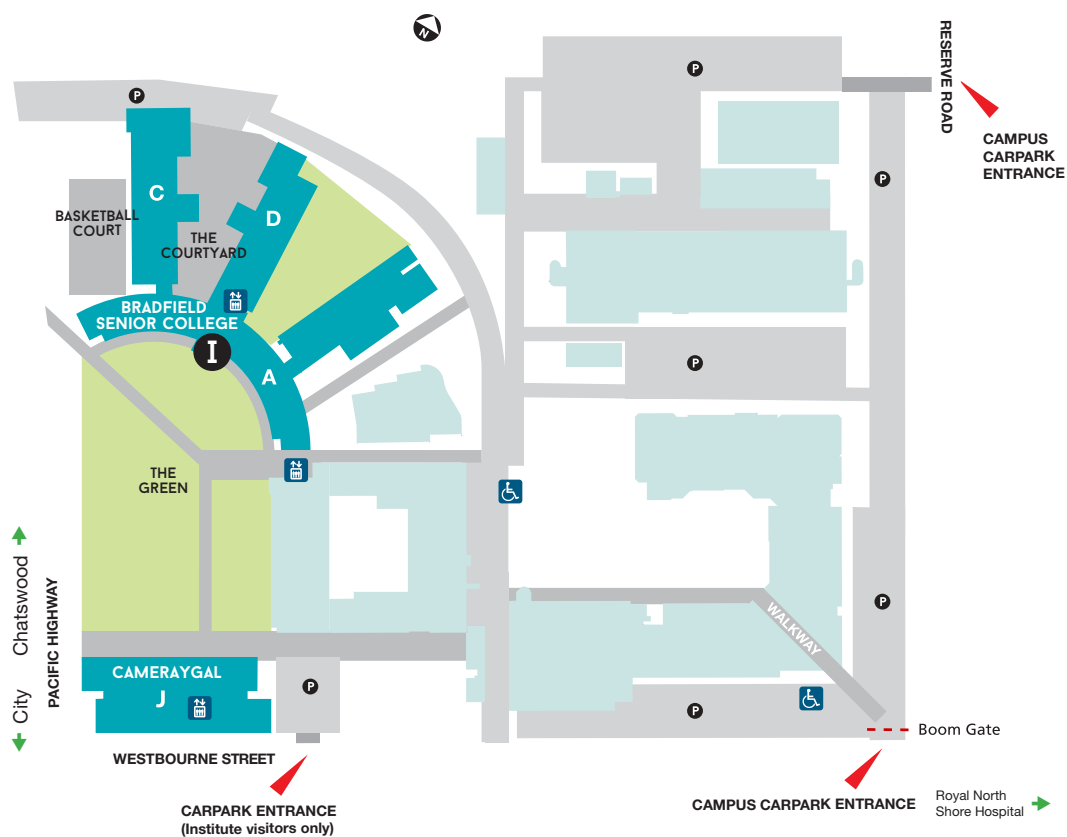 N
P
RESERVE ROAD
CAMPUS
CARPARK
ENTRANCE
P
P
C
BASKETBALL
COURT
D
THE
COURTYARD
BRADFIELD
SENIOR COLLEGE
I
A
P
THE
GREEN
Chatswood
City
PACIFIC HIGHWAY
P
WALKWAY
CAMERAYGAL
J
P
P
Boom Gate
WESTBOURNE STREET
CARPARK ENTRANCE
(Institute visitors only)
CAMPUS CARPARK ENTRANCE
Royal North
Shore Hospital